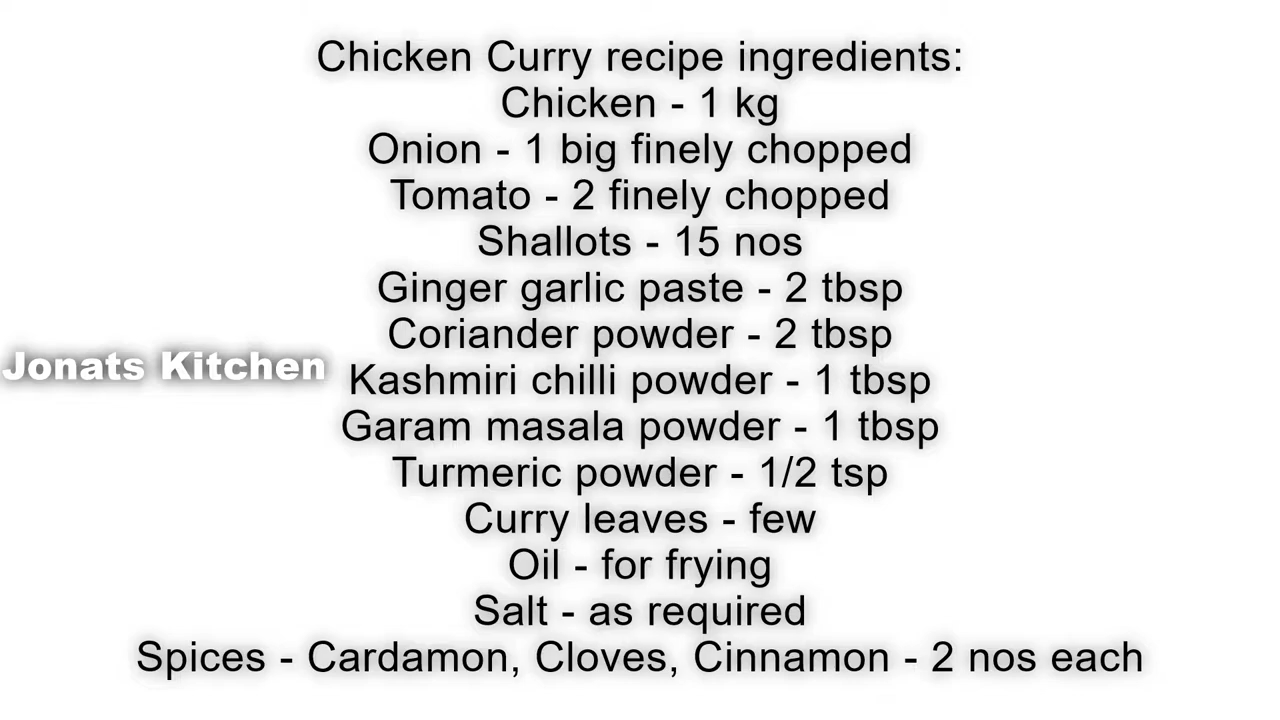 Chicken Curry recipe ingredients:
Chicken - 1 kg
Onion - 1 big finely chopped
Tomato - 2 finely chopped
Shallots - 15 nos
Ginger garlic paste - 2 tbsp
Coriander powder - 2 tbsp
Jonats Kitchen
Kashmiri chilli powder - 1 tbsp
Garam masala powder - 1 tbsp
Turmeric powder - 1/2 tsp
Curry leaves - few
Oil - for frying
Salt - as required
Spices - Cardamon, Cloves, Cinnamon - 2 nos each